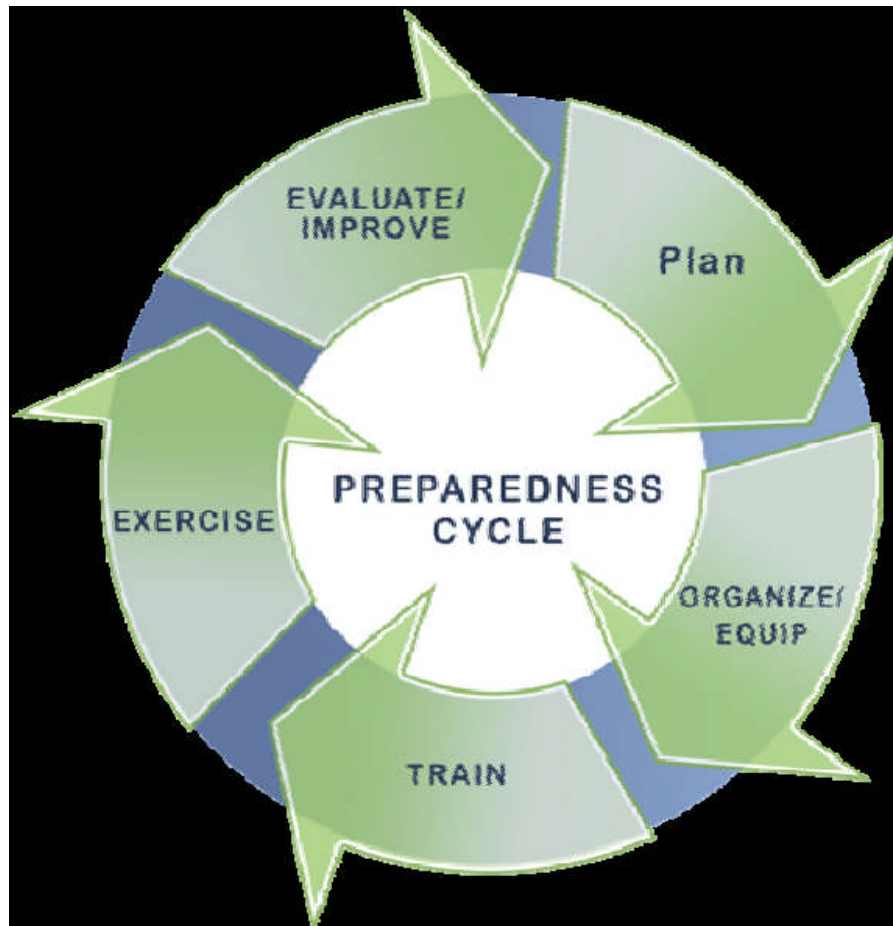 EVALUATE/
IMPROVE
Plan
EXERCISE
PREPAREDNESS
CYCLE
ORGANIZE/
EQUIP
TRAIN